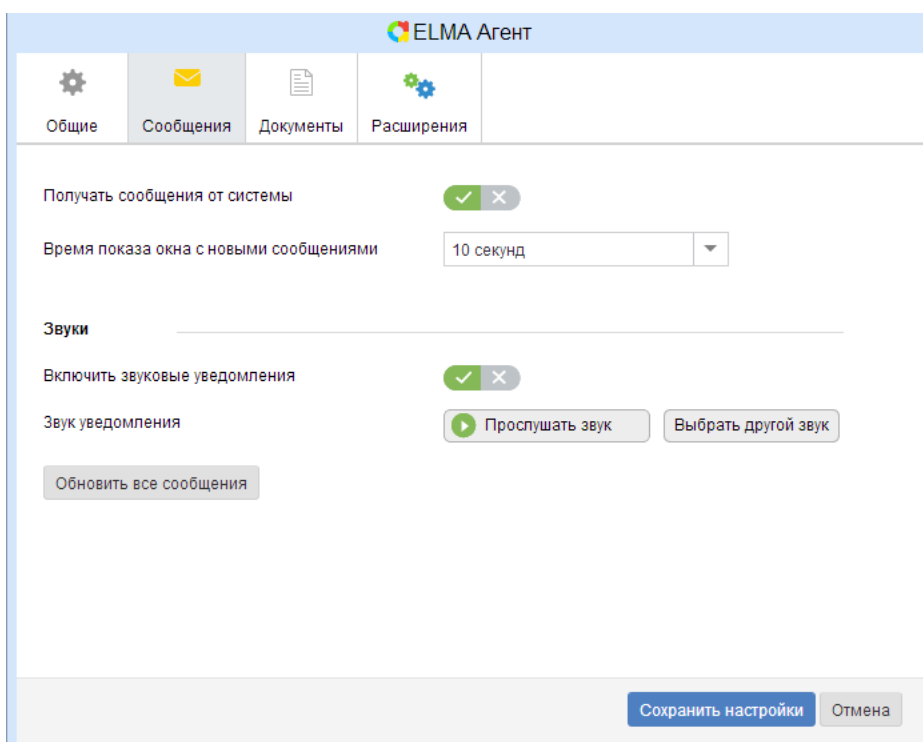 ELMA Агент
Общие
Сообщения
Документы
Расширения
Получать сообщения от системы
Время показа окна с новыми сообщениями
10 секунд
Звуки
Включить звуковые уведомления
Звук уведомления
Прослушать звук
Выбрать другой звук
Обновить все сообщения
Сохранить настройки
Отмена